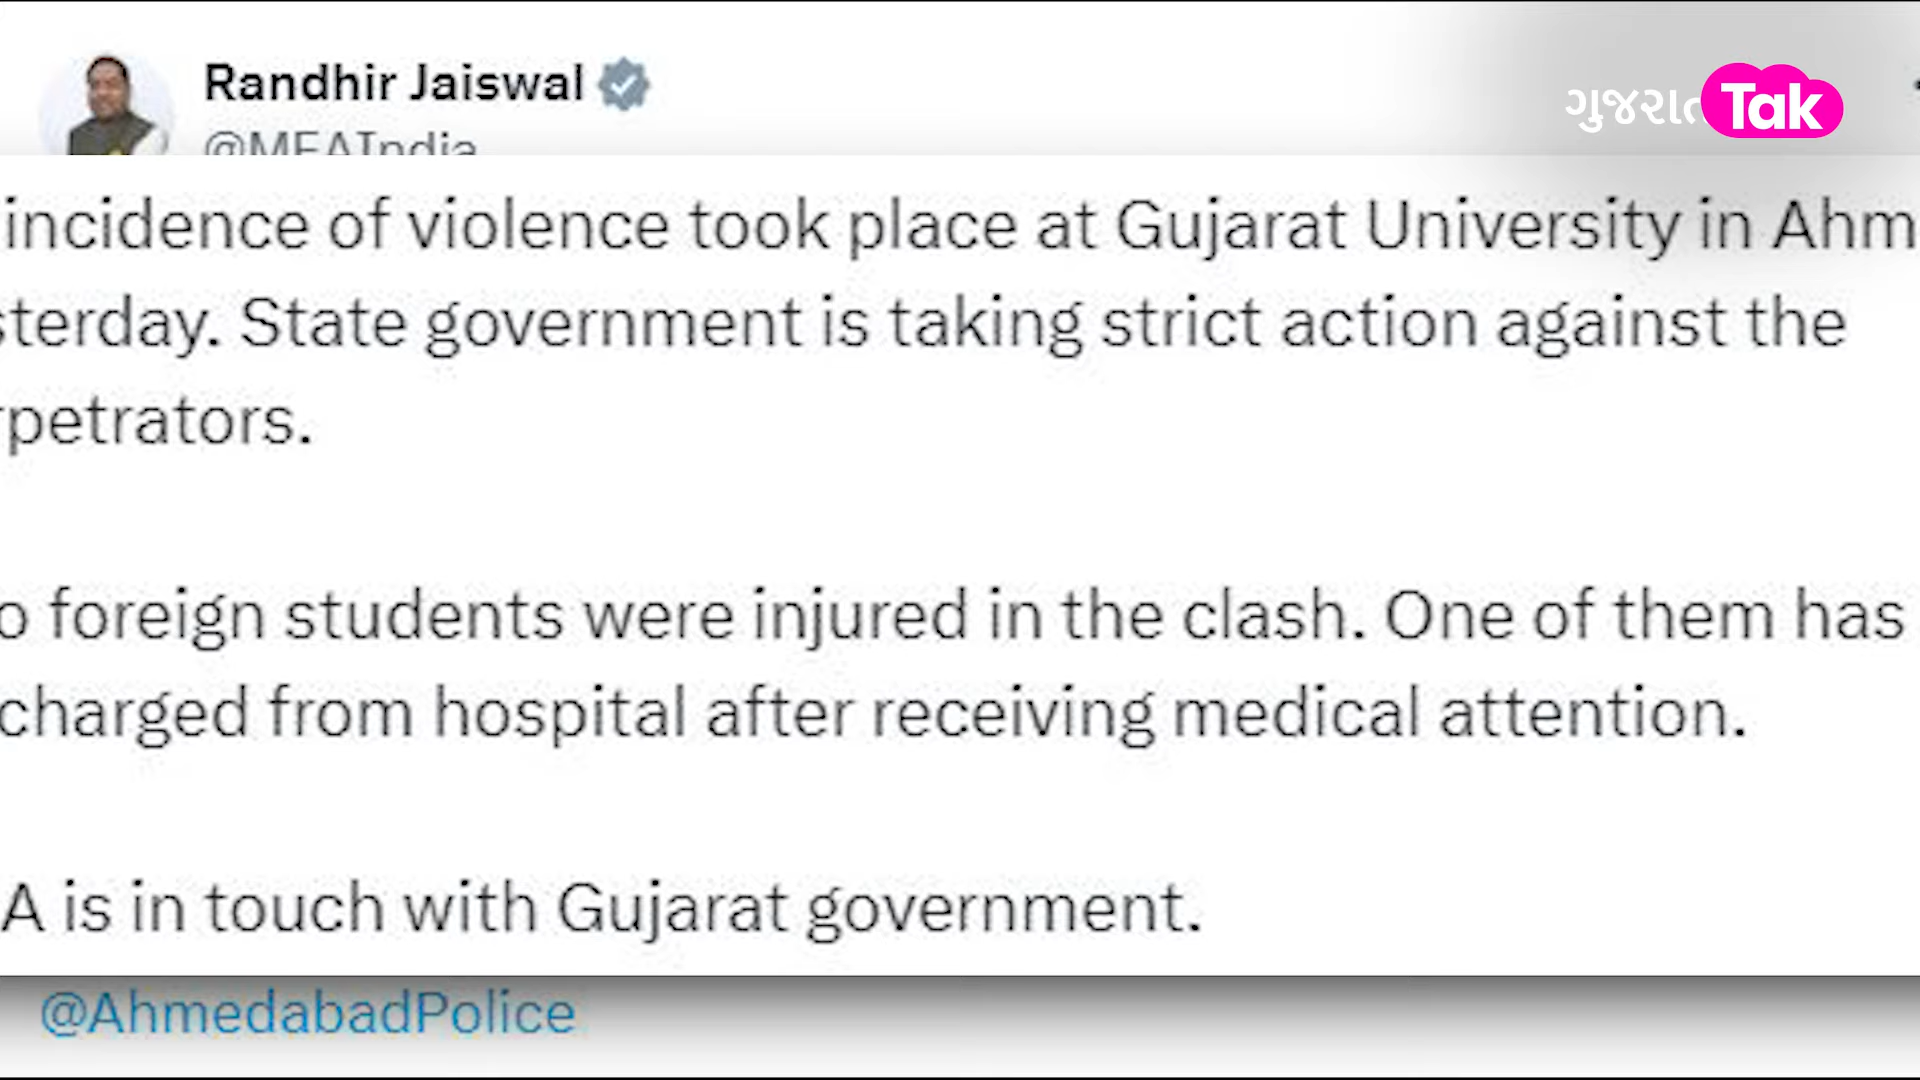 Randhir Jaiswal
@MEAIndia
ગુજરાત Tak
incidence of violence took place at Gujarat University in Ahm
sterday. State government is taking strict action against the
rpetrators.
o foreign students were injured in the clash. One of them has
charged from hospital after receiving medical attention.
A is in touch with Gujarat government.
@AhmedabadPolice